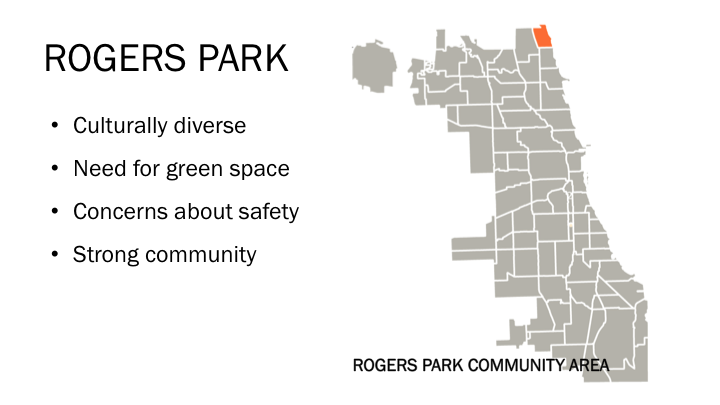 ROGERS PARK
• Culturally diverse
• Need for green space
• Concerns about safety
• Strong community
ROGERS PARK COMMUNITY AREA